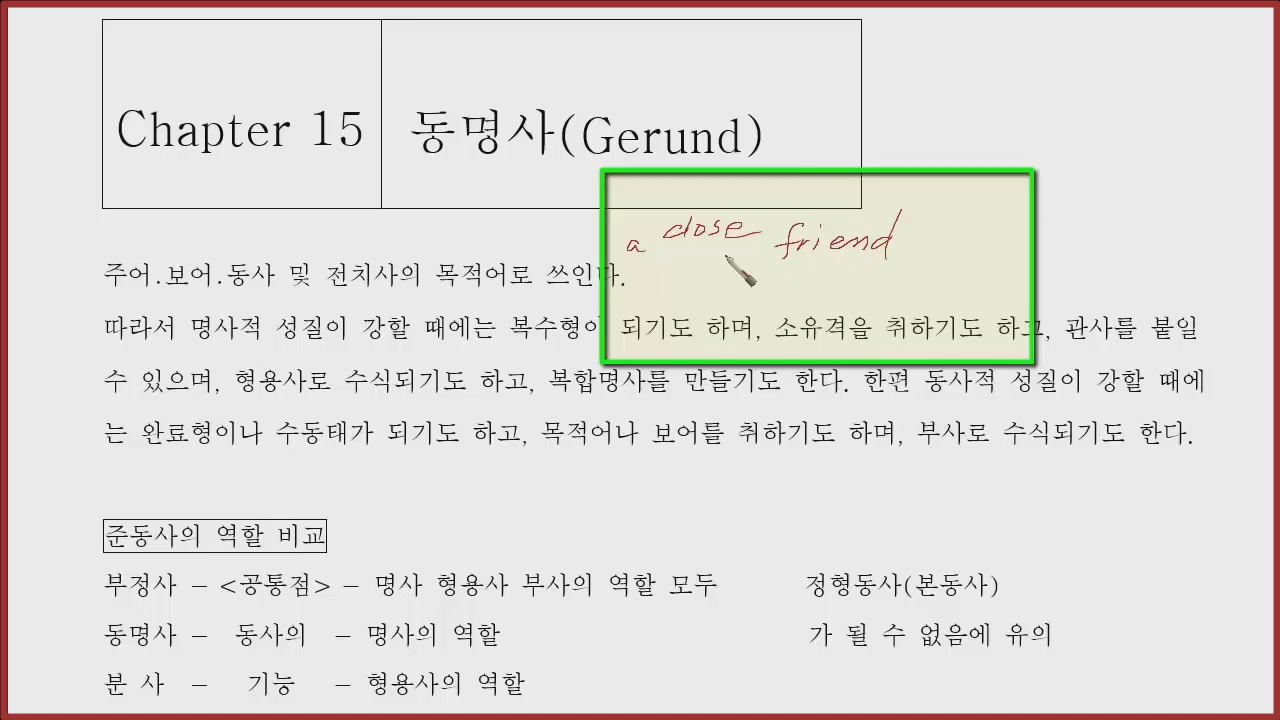 Chapter 15 동명사(Gerund)
a close friend
주어.보어.동사 및 전치사의 목적어로 쓰인다.
따라서 명사적 성질이 강할 때에는 복수형이 되기도 하며, 소유격을 취하기도 하고, 관사를 붙일
수 있으며, 형용사로 수식되기도 하고, 복합명사를 만들기도 한다. 한편 동사적 성질이 강할 때에
는 완료형이나 수동태가 되기도 하고, 목적어나 보어를 취하기도 하며, 부사로 수식되기도 한다.
준동사의 역할 비교
부정사 – <공통점> – 명사 형용사 부사의 역할 모두 정형동사(본동사)
동명사 – 동사의 – 명사의 역할 가 될 수 없음에 유의
분 사 – 기능 – 형용사의 역할